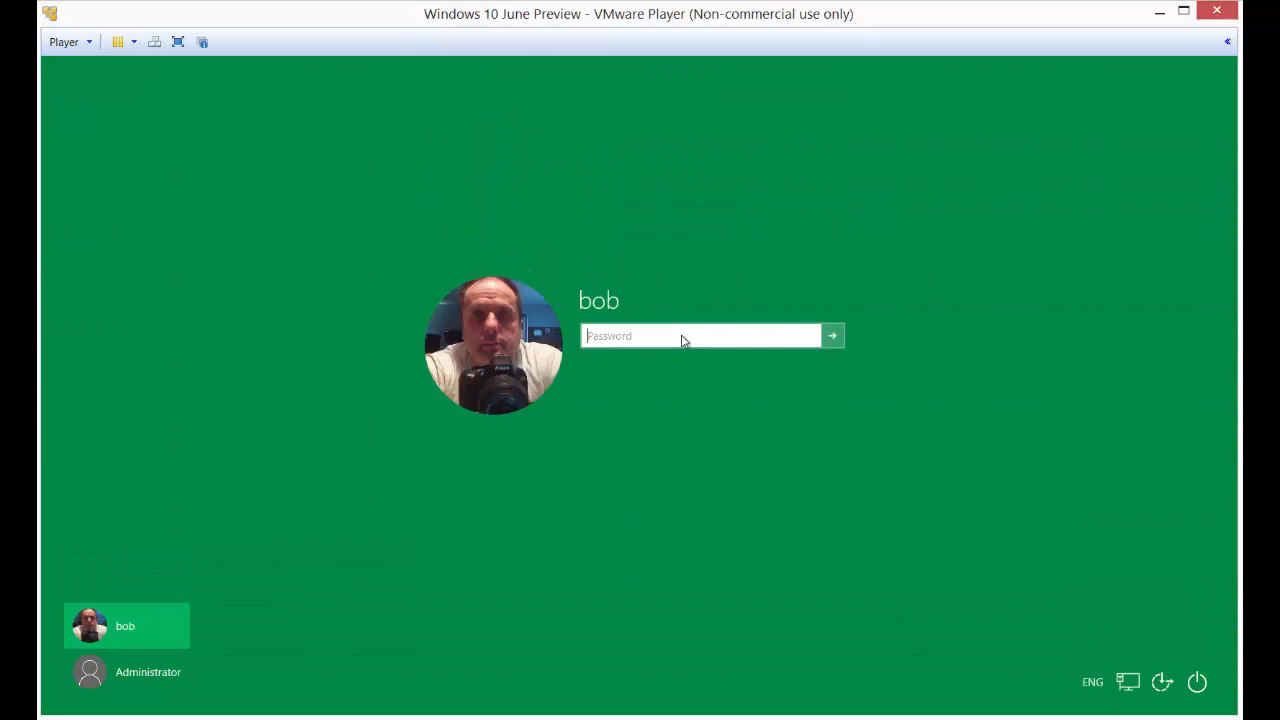 Windows 10 June Preview - VMware Player (Non-commercial use only)
Player
bob
Password
bob
Administrator
ENG